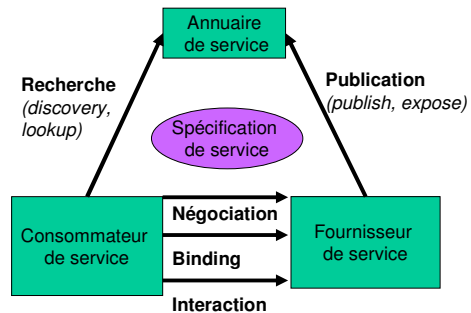 Annuaire
de service
Recherche
(discovery,
lookup)
Publication
(publish, expose)
Spécification
de service
Négociation
Consommateur
de service
Fournisseur
de service
Binding
Interaction